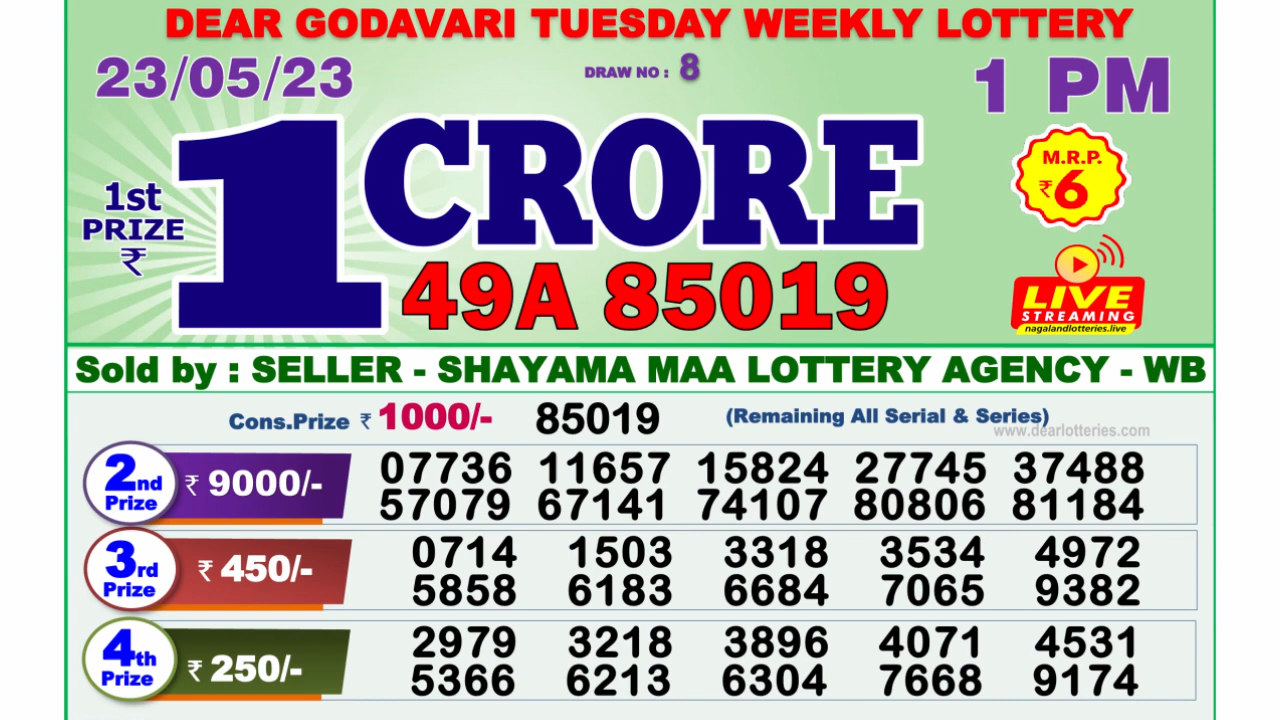 DEAR GODAVARI TUESDAY WEEKLY LOTTERY
23/05/23 DRAW NO : 8 1 PM
1st PRIZE ₹ 1 CRORE
M.R.P. ₹6
49A 85019
LIVE
STREAMING
nagalandlotteries.live
Sold by : SELLER - SHAYAMA MAA LOTTERY AGENCY - WB
Cons.Prize ₹ 1000/- 85019 (Remaining All Serial & Series)
www.dearlotteries.com
2nd Prize ₹ 9000/-
07736 11657 15824 27745 37488
57079 67141 74107 80806 81184
3rd Prize ₹ 450/-
0714 1503 3318 3534 4972
5858 6183 6684 7065 9382
4th Prize ₹ 250/-
2979 3218 3896 4071 4531
5366 6213 6304 7668 9174